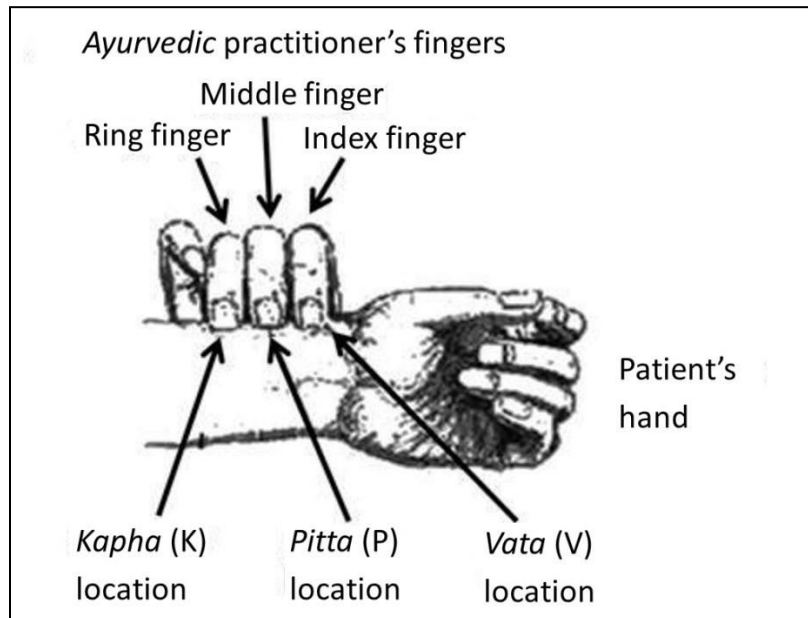 Ayurvedic practitioner’s fingers
Middle finger
Ring finger
Index finger
Patient’s
hand
Kapha (K)
location
Pitta (P)
location
Vata (V)
location